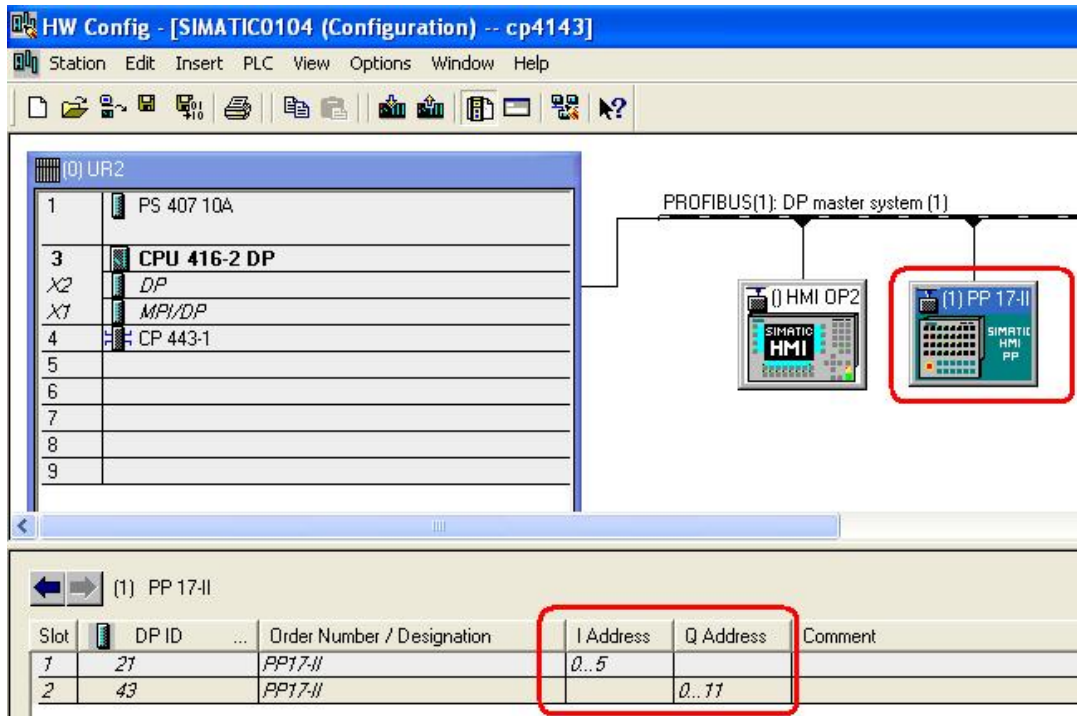 HW Config - [SIMATIC0104 (Configuration) -- cp4143]
Station Edit Insert PLC View Options Window Help
(0) UR2
1 PS 407 10A
3 CPU 416-2 DP
X2 DP
X1 MPI/DP
4 CP 443-1
5
6
7
8
9
PROFIBUS(1): DP master system (1)
() HMI OP2
SIMATIC
HMI
(1) PP 17-II
SIMATIC
HMI
PP
(1) PP 17-II
Slot DP ID ... Order Number / Designation I Address Q Address Comment
1 21 PP17-II 0...5
2 43 PP17-II 0...11